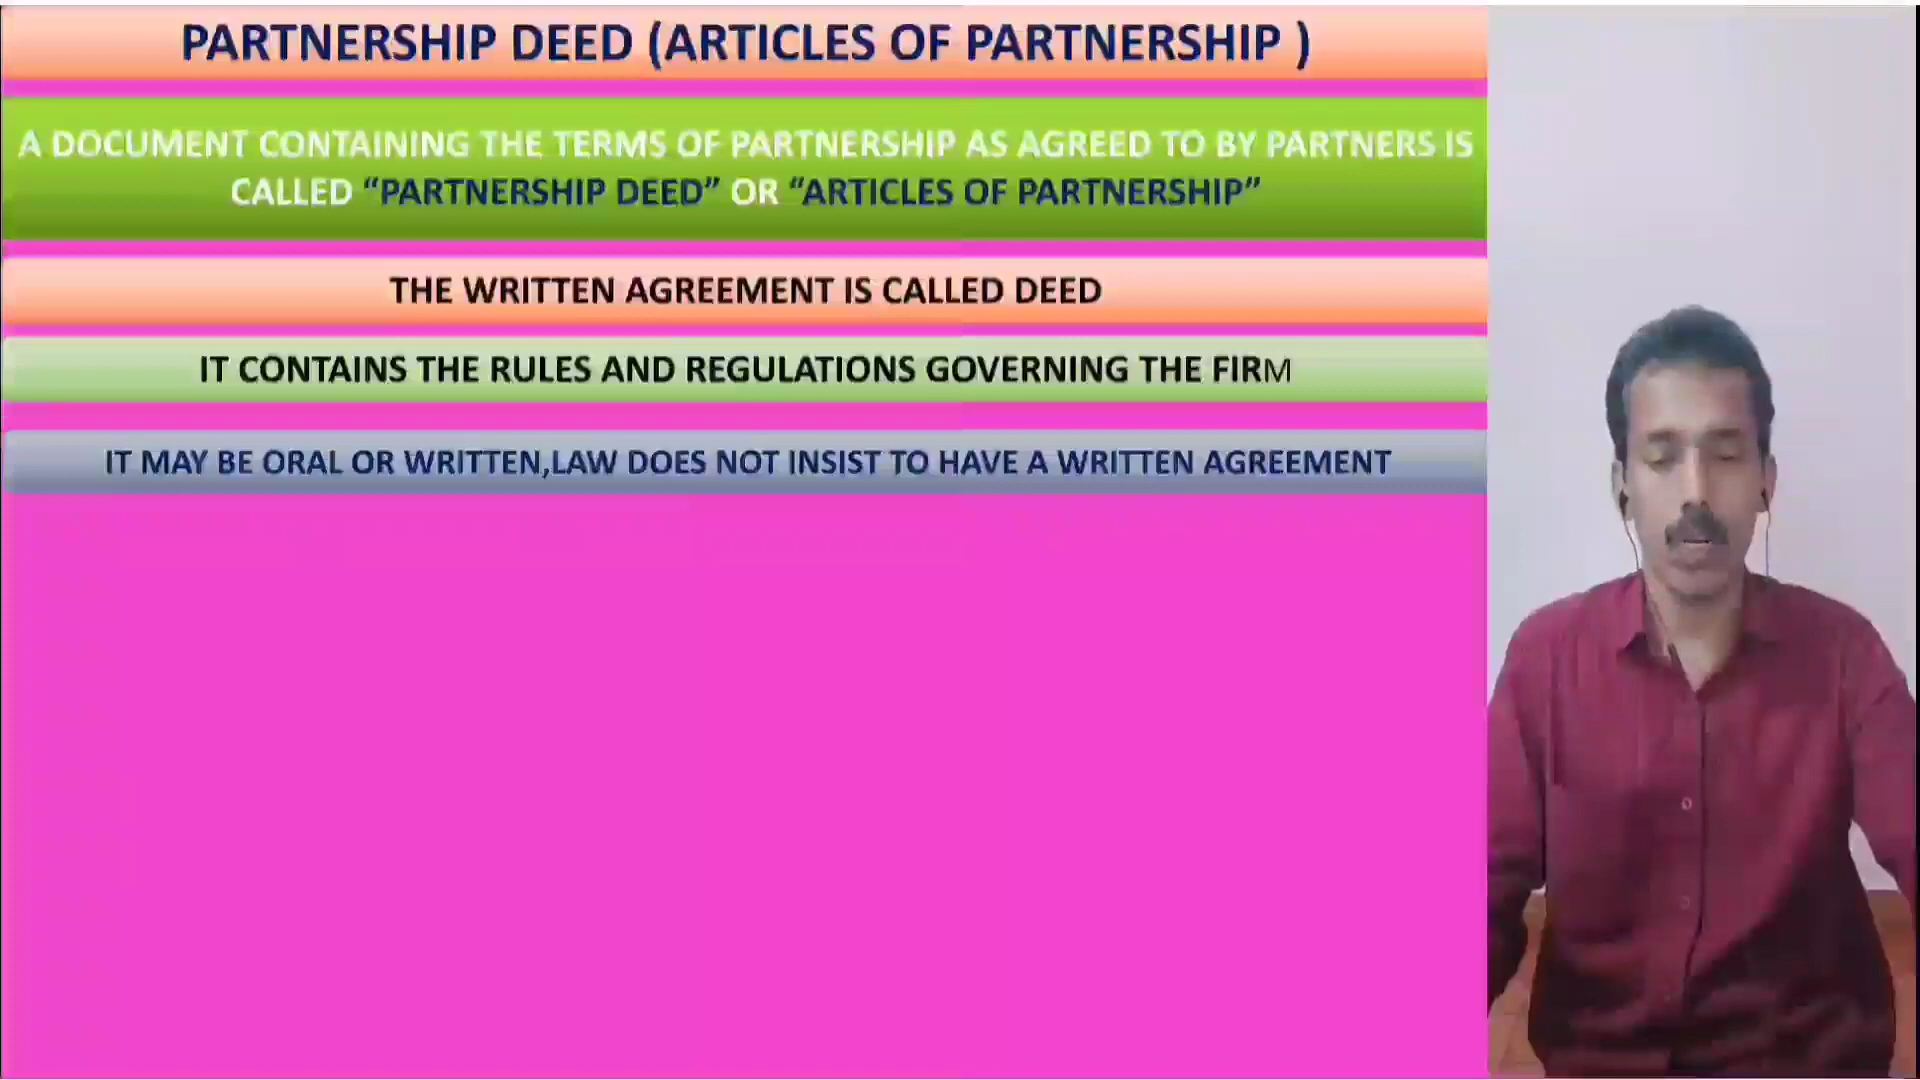 PARTNERSHIP DEED (ARTICLES OF PARTNERSHIP )
A DOCUMENT CONTAINING THE TERMS OF PARTNERSHIP AS AGREED TO BY PARTNERS IS
CALLED “PARTNERSHIP DEED” OR “ARTICLES OF PARTNERSHIP”
THE WRITTEN AGREEMENT IS CALLED DEED
IT CONTAINS THE RULES AND REGULATIONS GOVERNING THE FIRM
IT MAY BE ORAL OR WRITTEN,LAW DOES NOT INSIST TO HAVE A WRITTEN AGREEMENT